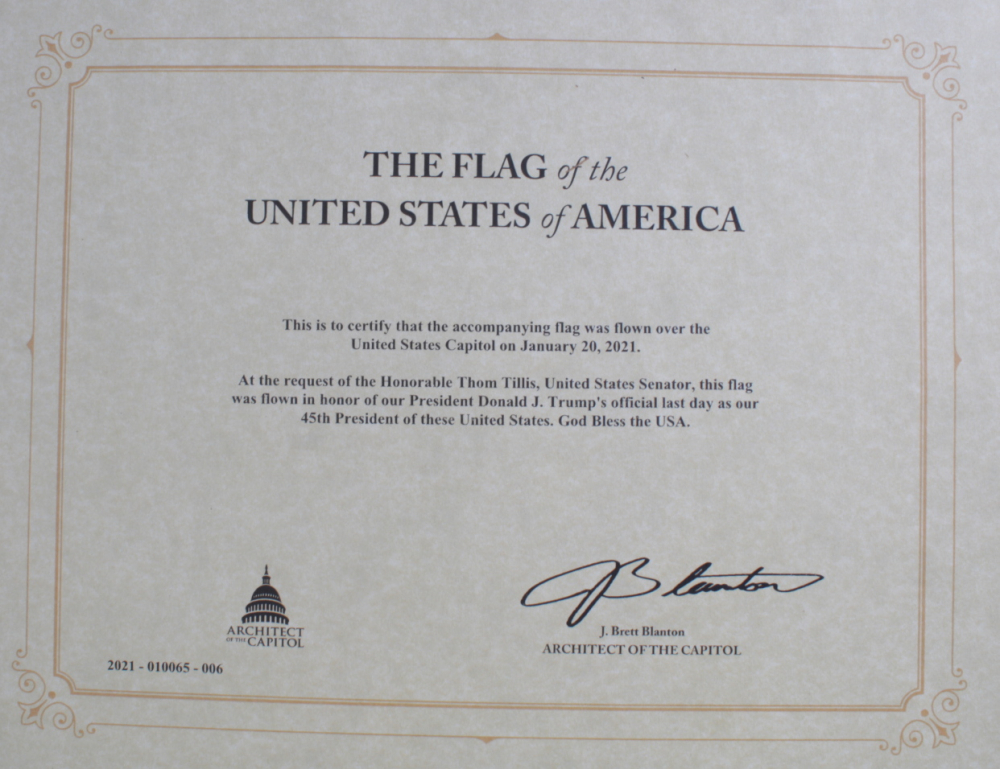 THE FLAG of the
UNITED STATES of AMERICA
This is to certify that the accompanying flag was flown over the
United States Capitol on January 20, 2021.
At the request of the Honorable Thom Tillis, United States Senator, this flag
was flown in honor of our President Donald J. Trump's official last day as our
45th President of these United States. God Bless the USA.
ARCHITECT
OF THE CAPITOL
2021 - 010065 - 006
JB Blanton
J. Brett Blanton
ARCHITECT OF THE CAPITOL